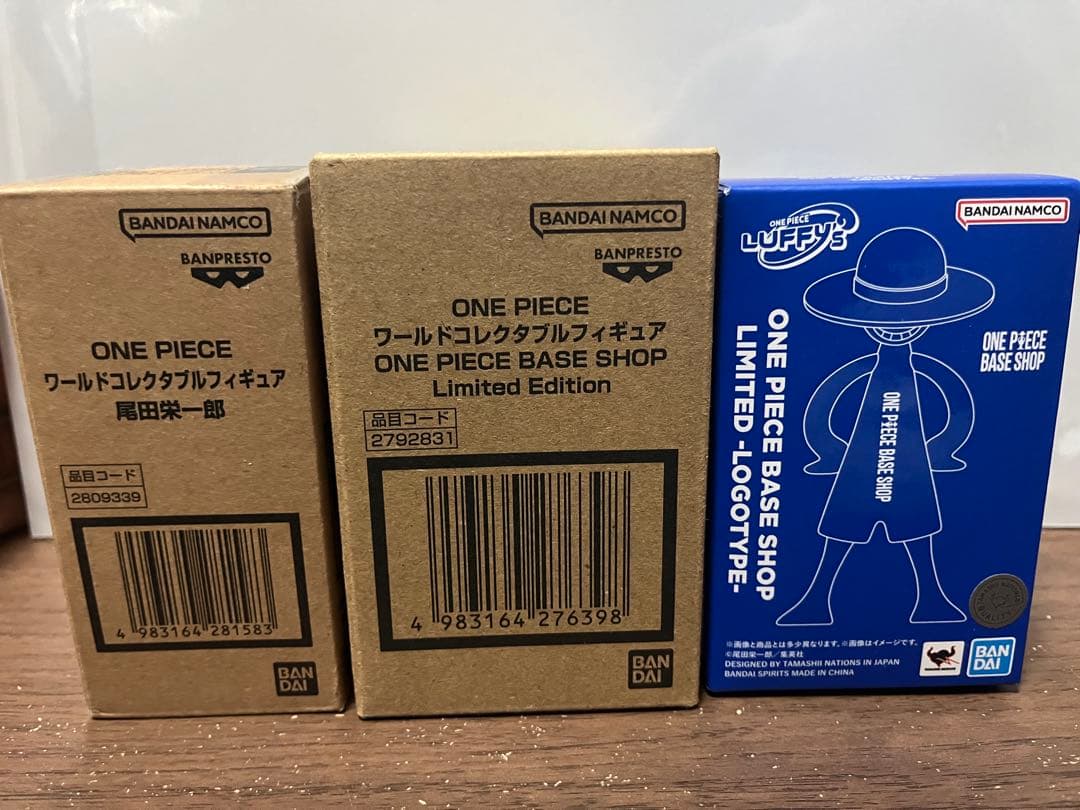 BANDAI NAMCO
BANPRESTO
ONE PIECE
ワールドコレクタブルフィギュア
尾田栄一郎
品目コード
2809339
4 983164 281583
BAN
DAI
BANDAI NAMCO
BANPRESTO
ONE PIECE
ワールドコレクタブルフィギュア
ONE PIECE BASE SHOP
Limited Edition
品目コード
2792831
4 983164 276398
BAN
DAI
ONE PIECE
LUFFY's
BANDAI NAMCO
ONE PIECE BASE SHOP
LIMITED -LOGOTYPE-
ONE PIECE
BASE SHOP
ONE PIECE BASE SHOP
※画像と商品とは多少異なります。※画像はイメージです。
©尾田栄一郎／集英社
DESIGNED BY TAMASHII NATIONS IN JAPAN
BANDAI SPIRITS MADE IN CHINA
BAN
DAI